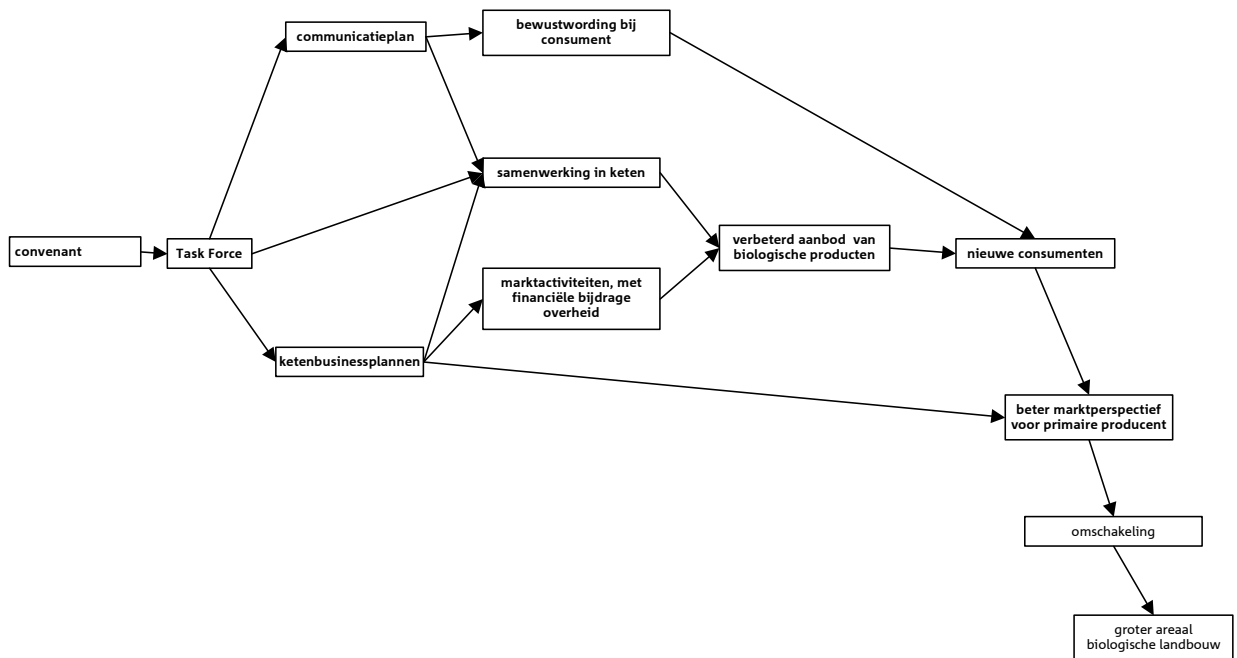 communicatieplan
bewustwording bij
consument
samenwerking in keten
convenant
Task Force
verbeterd aanbod van
biologische producten
nieuwe consumenten
marktactiviteiten, met
financiële bijdrage
overheid
ketenbusinessplannen
beter marktperspectief
voor primaire producent
omschakeling
groter areaal
biologische landbouw